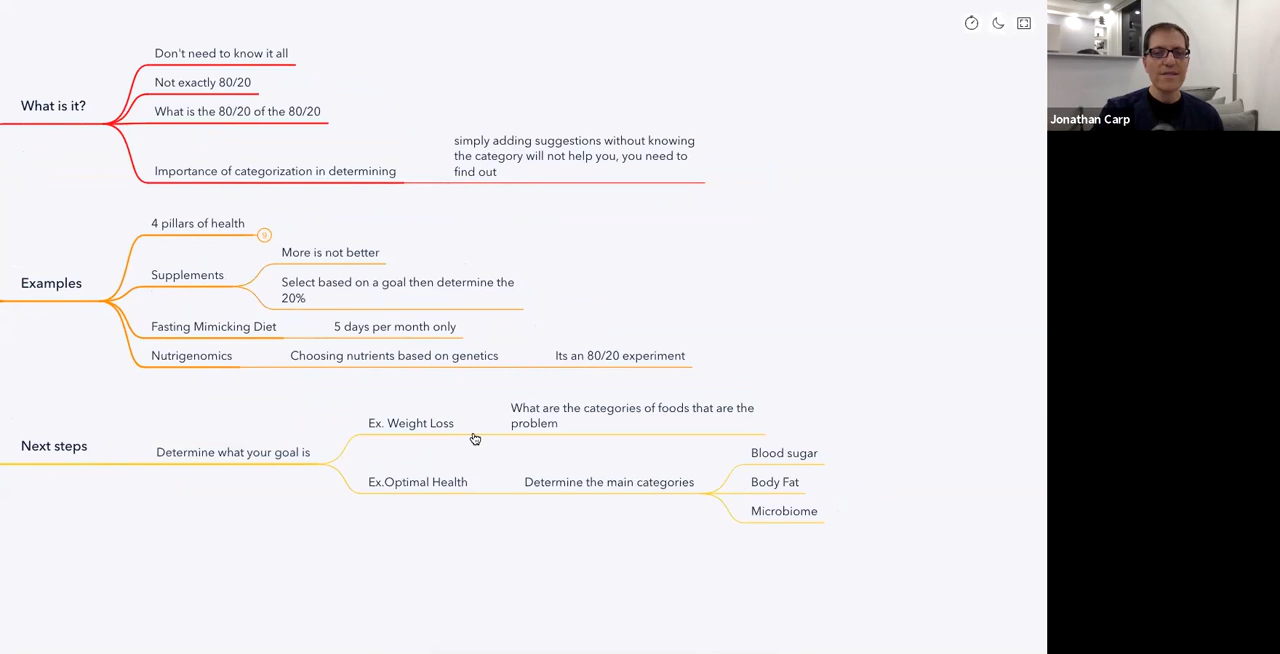 What is it?
Don't need to know it all
Not exactly 80/20
What is the 80/20 of the 80/20
Importance of categorization in determining
simply adding suggestions without knowing
the category will not help you, you need to
find out
Examples
4 pillars of health
9
Supplements
More is not better
Select based on a goal then determine the
20%
Fasting Mimicking Diet
5 days per month only
Nutrigenomics
Choosing nutrients based on genetics
Its an 80/20 experiment
Next steps
Determine what your goal is
Ex. Weight Loss
What are the categories of foods that are the
problem
Ex.Optimal Health
Determine the main categories
Blood sugar
Body Fat
Microbiome
Jonathan Carp